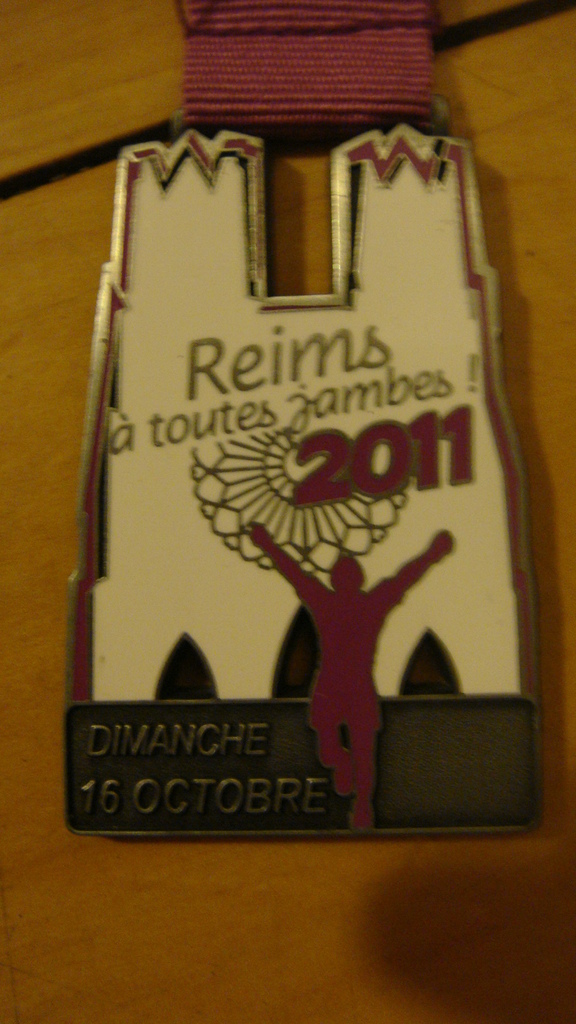 Reims
à toutes jambes !
2011
DIMANCHE
16 OCTOBRE